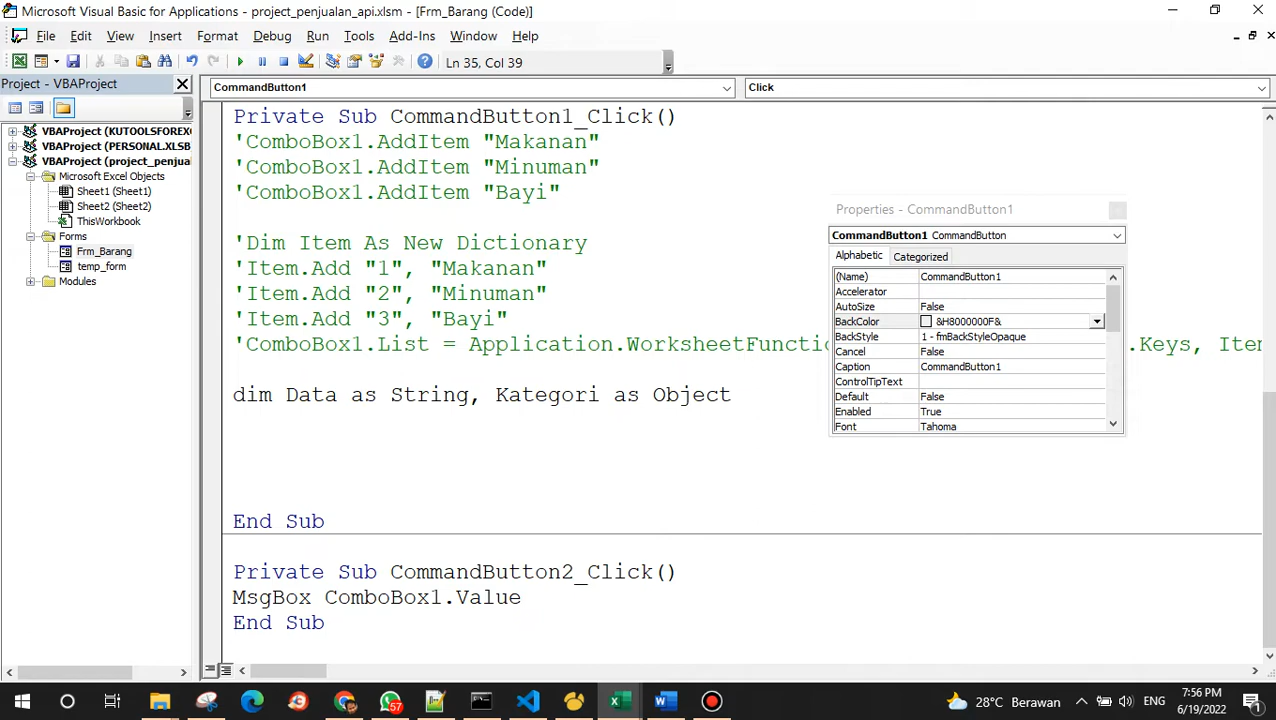 Microsoft Visual Basic for Applications - project_penjualan_api.xlsm - [Frm_Barang (Code)]
File Edit View Insert Format Debug Run Tools Add-Ins Window Help
Ln 35, Col 39
Project - VBAProject
CommandButton1
Click
VBAProject (KUTOOLSFOREX
VBAProject (PERSONAL.XLSB
VBAProject (project_penjual
Microsoft Excel Objects
Sheet1 (Sheet1)
Sheet2 (Sheet2)
ThisWorkbook
Forms
Frm_Barang
temp_form
Modules
Private Sub CommandButton1_Click()
'ComboBox1.AddItem "Makanan"
'ComboBox1.AddItem "Minuman"
'ComboBox1.AddItem "Bayi"
'Dim Item As New Dictionary
'Item.Add "1", "Makanan"
'Item.Add "2", "Minuman"
'Item.Add "3", "Bayi"
'ComboBox1.List = Application.WorksheetFunctio .Keys, Item
dim Data as String, Kategori as Object
End Sub
Private Sub CommandButton2_Click()
MsgBox ComboBox1.Value
End Sub
Properties - CommandButton1
CommandButton1 CommandButton
Alphabetic Categorized
(Name) CommandButton1
Accelerator
AutoSize False
BackColor &H8000000F&
BackStyle 1 - fmBackStyleOpaque
Cancel False
Caption CommandButton1
ControlTipText
Default False
Enabled True
Font Tahoma
57
28°C Berawan
ENG
7:56 PM
6/19/2022
1